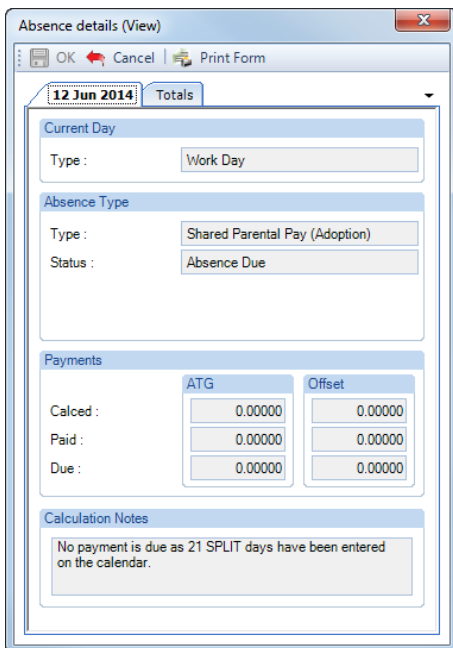 Absence details (View)
OK Cancel Print Form
12 Jun 2014 Totals
Current Day
Type : Work Day
Absence Type
Type : Shared Parental Pay (Adoption)
Status : Absence Due
Payments
ATG Offset
Calced : 0.00000 0.00000
Paid : 0.00000 0.00000
Due : 0.00000 0.00000
Calculation Notes
No payment is due as 21 SPLIT days have been entered
on the calendar.